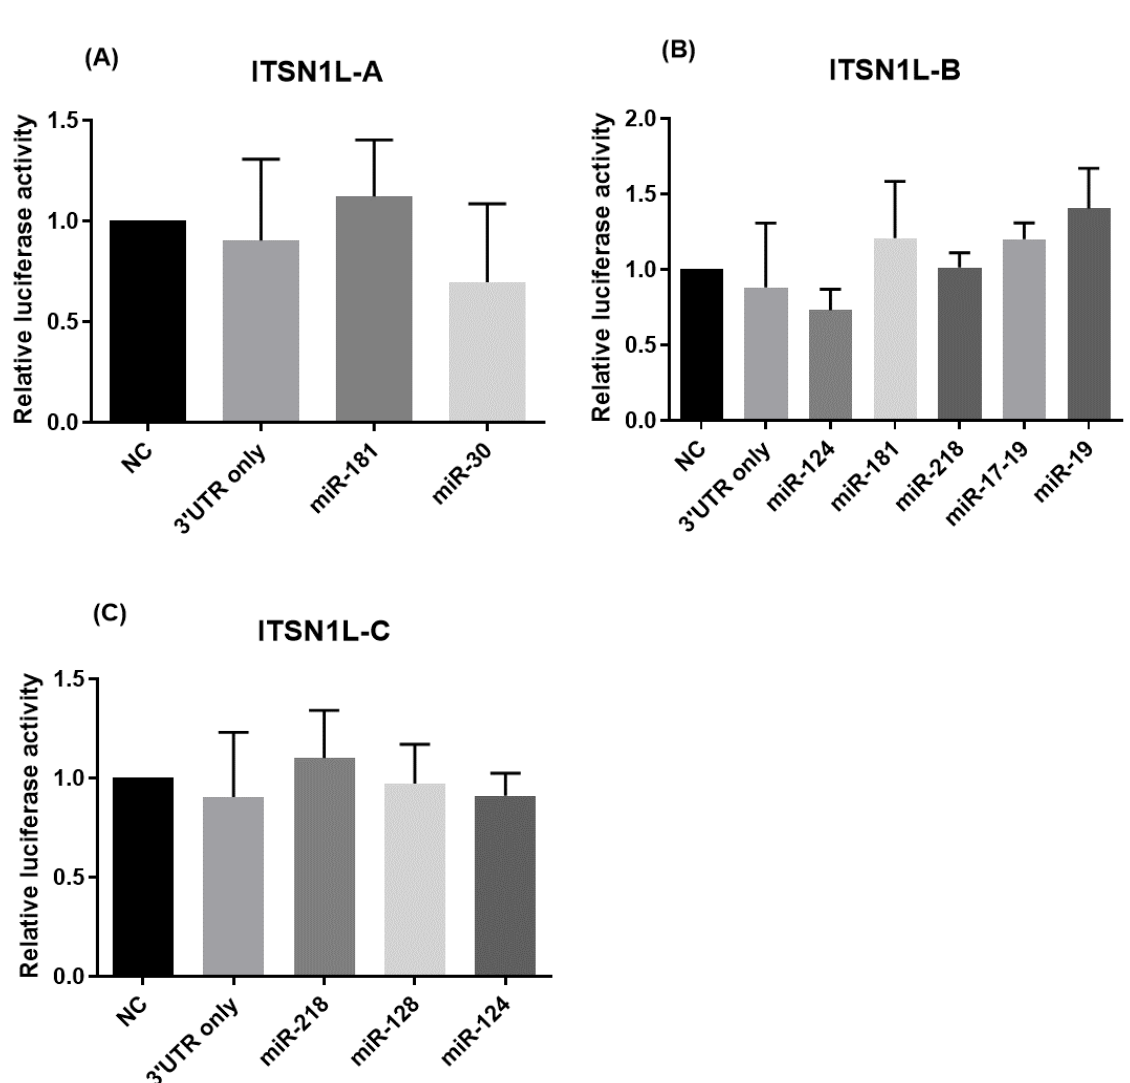 (A)
ITSN1L-A
Relative luciferase activity
1.5
1.0
0.5
0.0
NC
3'UTR only
miR-181
miR-30
(B)
ITSN1L-B
Relative luciferase activity
2.0
1.5
1.0
0.5
0.0
NC
3'UTR only
miR-124
miR-181
miR-218
miR-17-19
miR-19
(C)
ITSN1L-C
Relative luciferase activity
1.5
1.0
0.5
0.0
NC
3'UTR only
miR-218
miR-128
miR-124